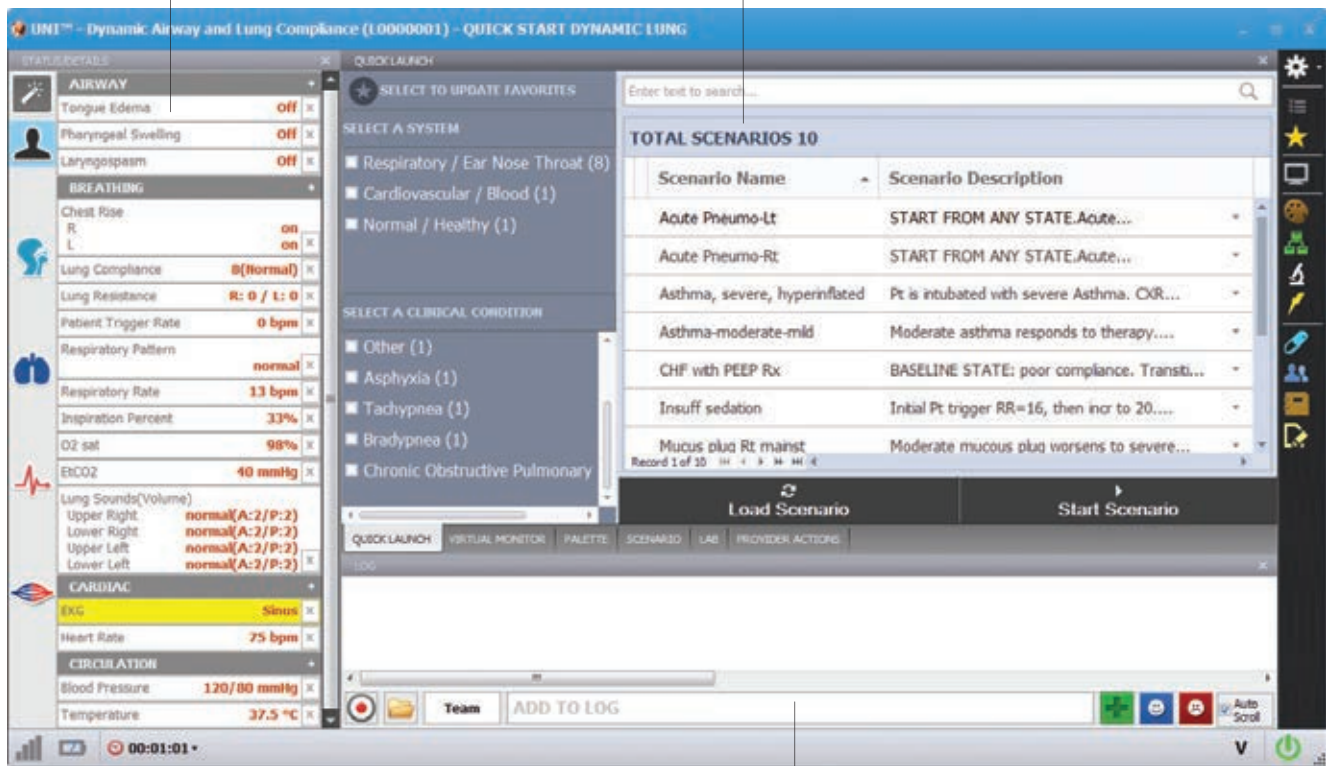 UNI™ - Dynamic Airway and Lung Compliance (L0000001) - QUICK START DYNAMIC LUNG
STATUS/DETAILS
AIRWAY
Tongue Edema Off
Pharyngeal Swelling Off
Laryngospasm Off
BREATHING
Chest Rise
R on
L on
Lung Compliance 8(Normal)
Lung Resistance R: 0 / L: 0
Patient Trigger Rate 0 bpm
Respiratory Pattern
normal
Respiratory Rate 13 bpm
Inspiration Percent 33%
O2 sat 98%
EtCO2 40 mmHg
Lung Sounds(Volume)
Upper Right normal(A:2/P:2)
Lower Right normal(A:2/P:2)
Upper Left normal(A:2/P:2)
Lower Left normal(A:2/P:2)
CARDIAC
EKG Sinus
Heart Rate 75 bpm
CIRCULATION
Blood Pressure 120/80 mmHg
Temperature 37.5 °C
QUICK LAUNCH
SELECT TO UPDATE FAVORITES
SELECT A SYSTEM
Respiratory / Ear Nose Throat (8)
Cardiovascular / Blood (1)
Normal / Healthy (1)
SELECT A CLINICAL CONDITION
Other (1)
Asphyxia (1)
Tachypnea (1)
Bradypnea (1)
Chronic Obstructive Pulmonary
Enter text to search...
TOTAL SCENARIOS 10
Scenario Name Scenario Description
Acute Pneumo-Lt START FROM ANY STATE.Acute...
Acute Pneumo-Rt START FROM ANY STATE.Acute...
Asthma, severe, hyperinflated Pt is intubated with severe Asthma. CXR...
Asthma-moderate-mild Moderate asthma responds to therapy....
CHF with PEEP Rx BASELINE STATE: poor compliance. Transiti...
Insuff sedation Initial Pt trigger RR=16, then incr to 20....
Mucus plug Rt mainst Moderate mucous plug worsens to severe...
Record 1 of 10
Load Scenario Start Scenario
QUICK LAUNCH VIRTUAL MONITOR PALETTE SCENARIO LAB PROVIDER ACTIONS
LOG
Team ADD TO LOG Auto Scroll
00:01:01 V